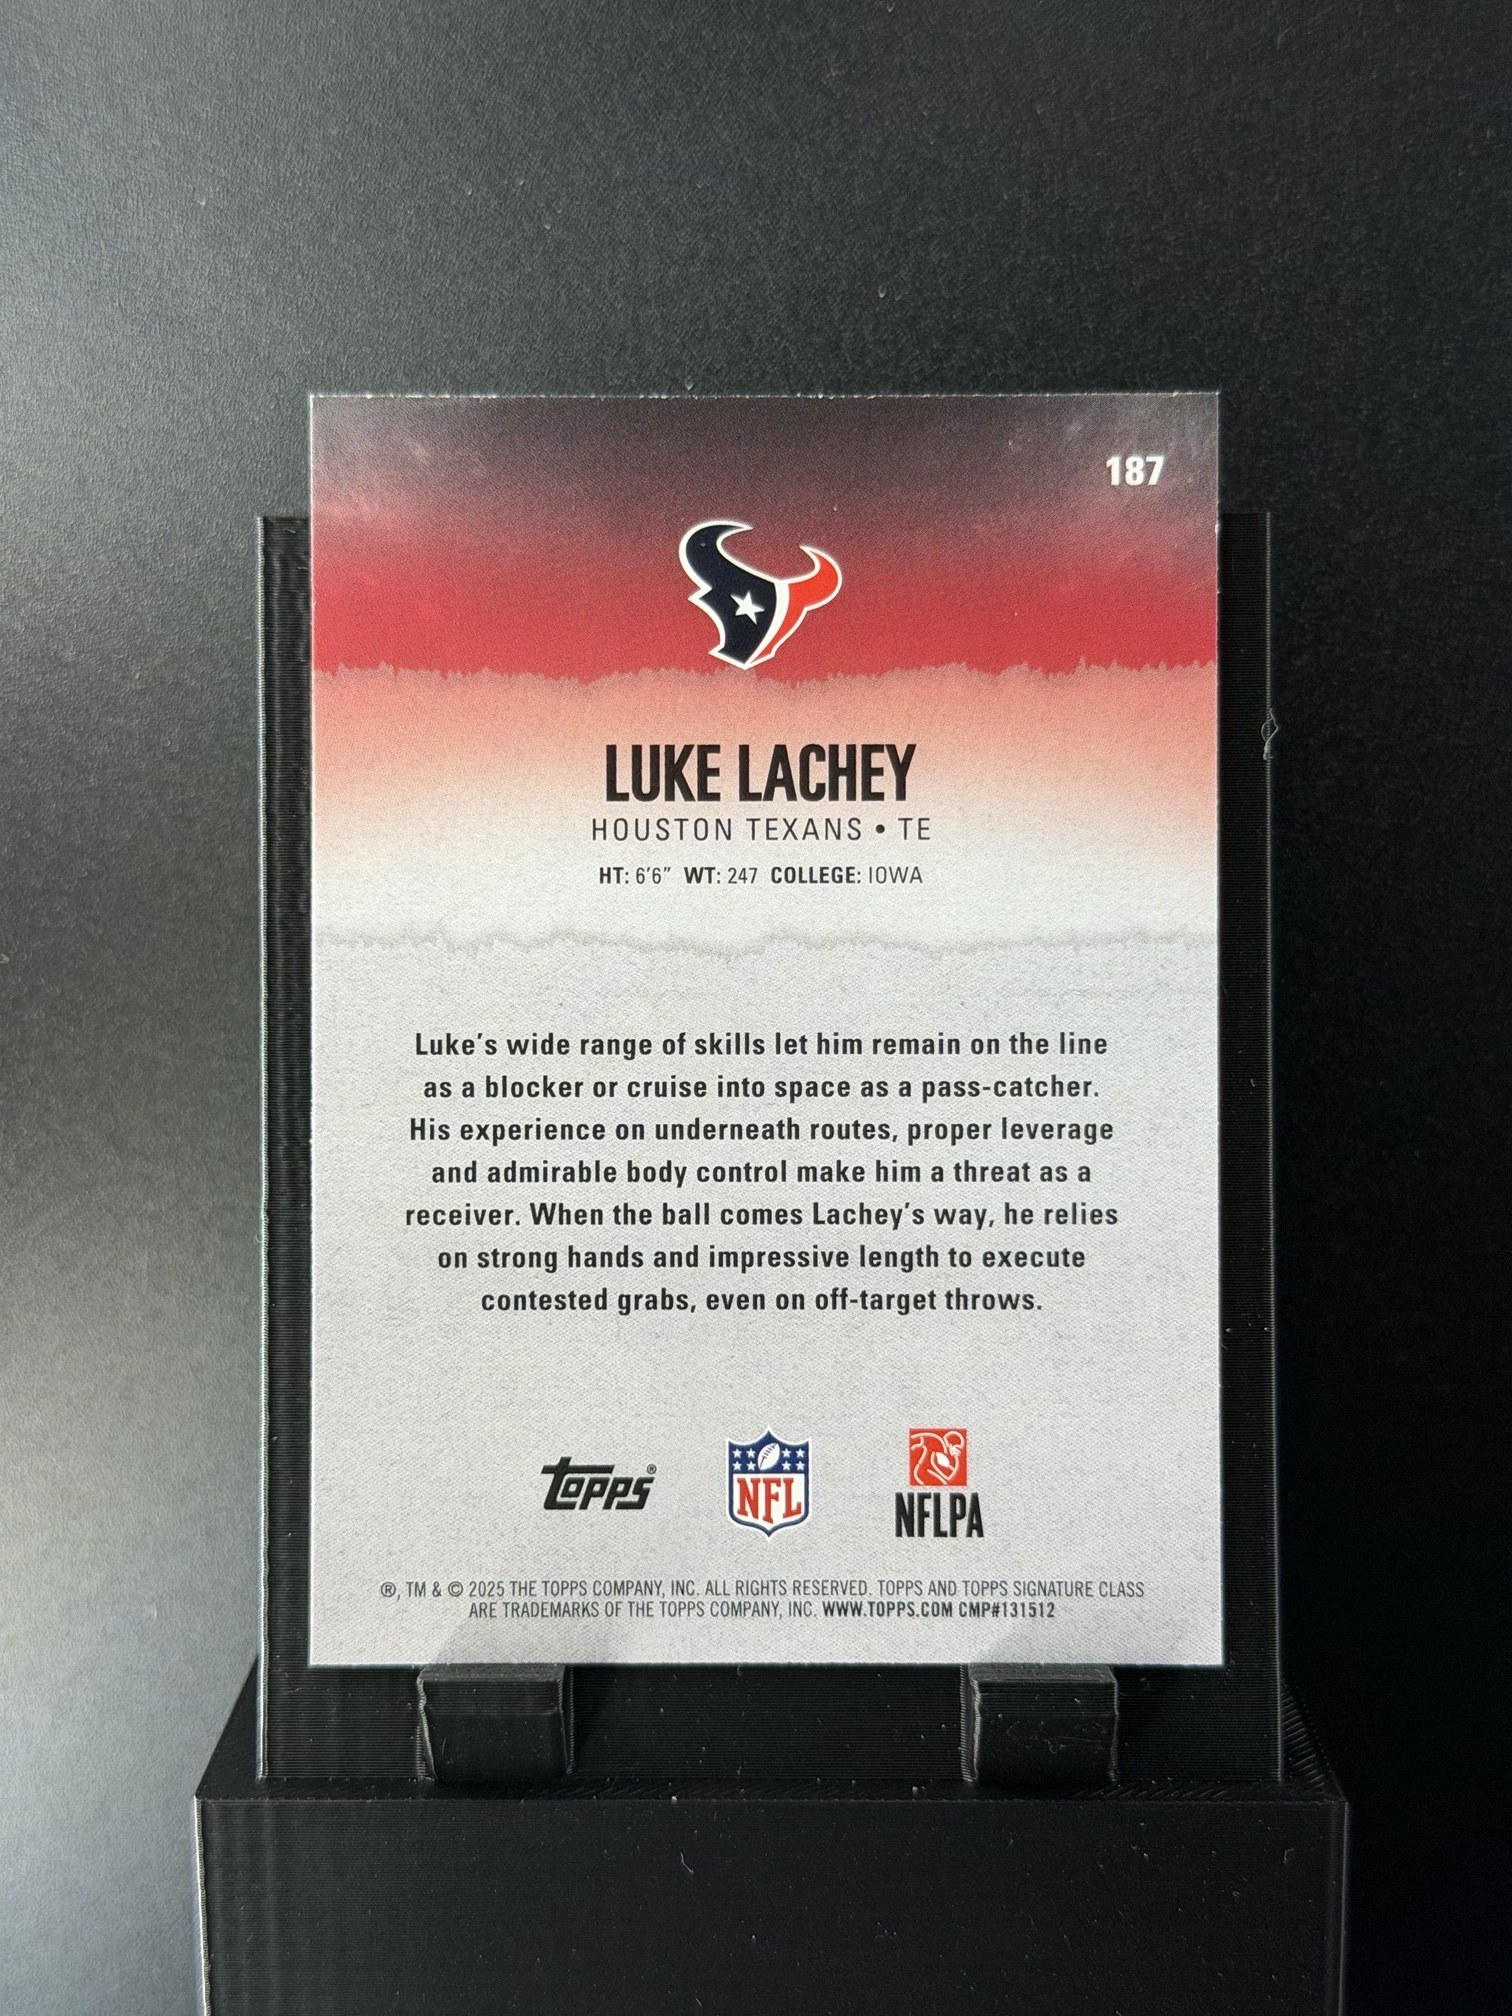 187
LUKE LACHEY
HOUSTON TEXANS • TE
HT: 6'6" WT: 247 COLLEGE: IOWA
Luke's wide range of skills let him remain on the line
as a blocker or cruise into space as a pass-catcher.
His experience on underneath routes, proper leverage
and admirable body control make him a threat as a
receiver. When the ball comes Lachey's way, he relies
on strong hands and impressive length to execute
contested grabs, even on off-target throws.
topps® NFL NFLPA
®, TM & © 2025 THE TOPPS COMPANY, INC. ALL RIGHTS RESERVED. TOPPS AND TOPPS SIGNATURE CLASS
ARE TRADEMARKS OF THE TOPPS COMPANY, INC. WWW.TOPPS.COM CMP#131512